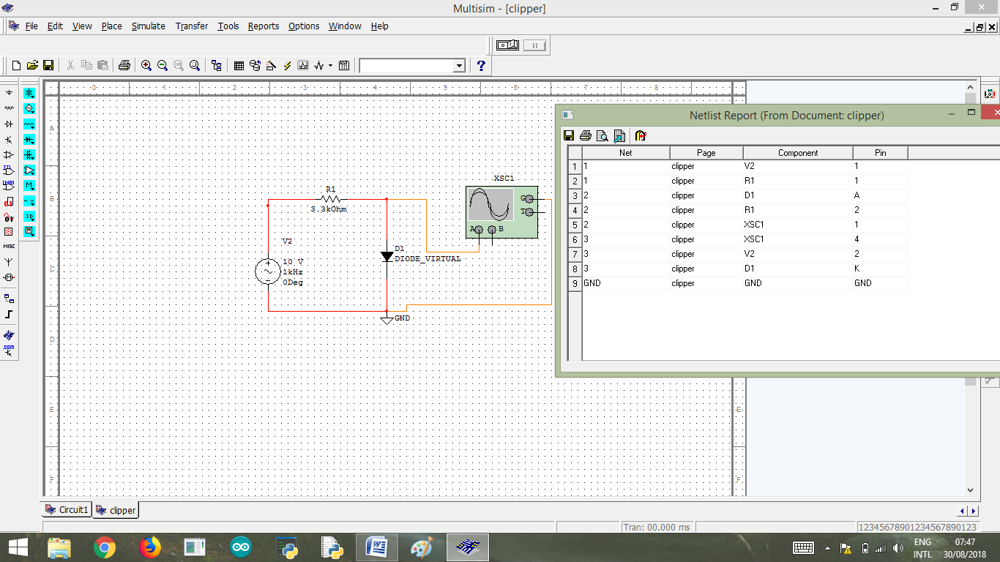 Multisim - [clipper]
File Edit View Place Simulate Transfer Tools Reports Options Window Help
0 1 2 3 4 5 6 7 8
A
B
C
D
E
F
TTL
CMOS
MISC
.com
XSC1
G
T
A B
R1
3.3kOhm
V2
10 V
1kHz
0Deg
D1
DIODE_VIRTUAL
GND
E
F
Netlist Report (From Document: clipper)
Net Page Component Pin
1 1 clipper V2 1
2 1 clipper R1 1
3 2 clipper D1 A
4 2 clipper R1 2
5 2 clipper XSC1 1
6 3 clipper XSC1 4
7 3 clipper V2 2
8 3 clipper D1 K
9 GND clipper GND GND
Circuit1 clipper
Tran: 00.000 ms
12345678901234567890123
ENG 07:47
INTL 30/08/2018